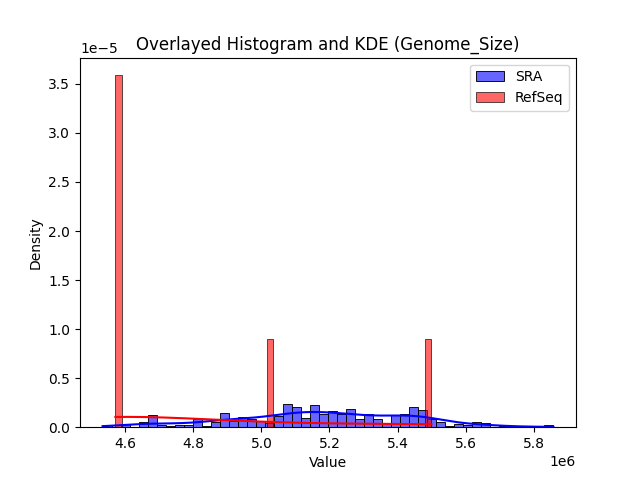 Overlayed Histogram and KDE (Genome_Size)
1e−5
SRA
RefSeq
3.5
3.0
2.5
2.0
1.5
1.0
0.5
0.0
Density
4.6 4.8 5.0 5.2 5.4 5.6 5.8
Value
1e6